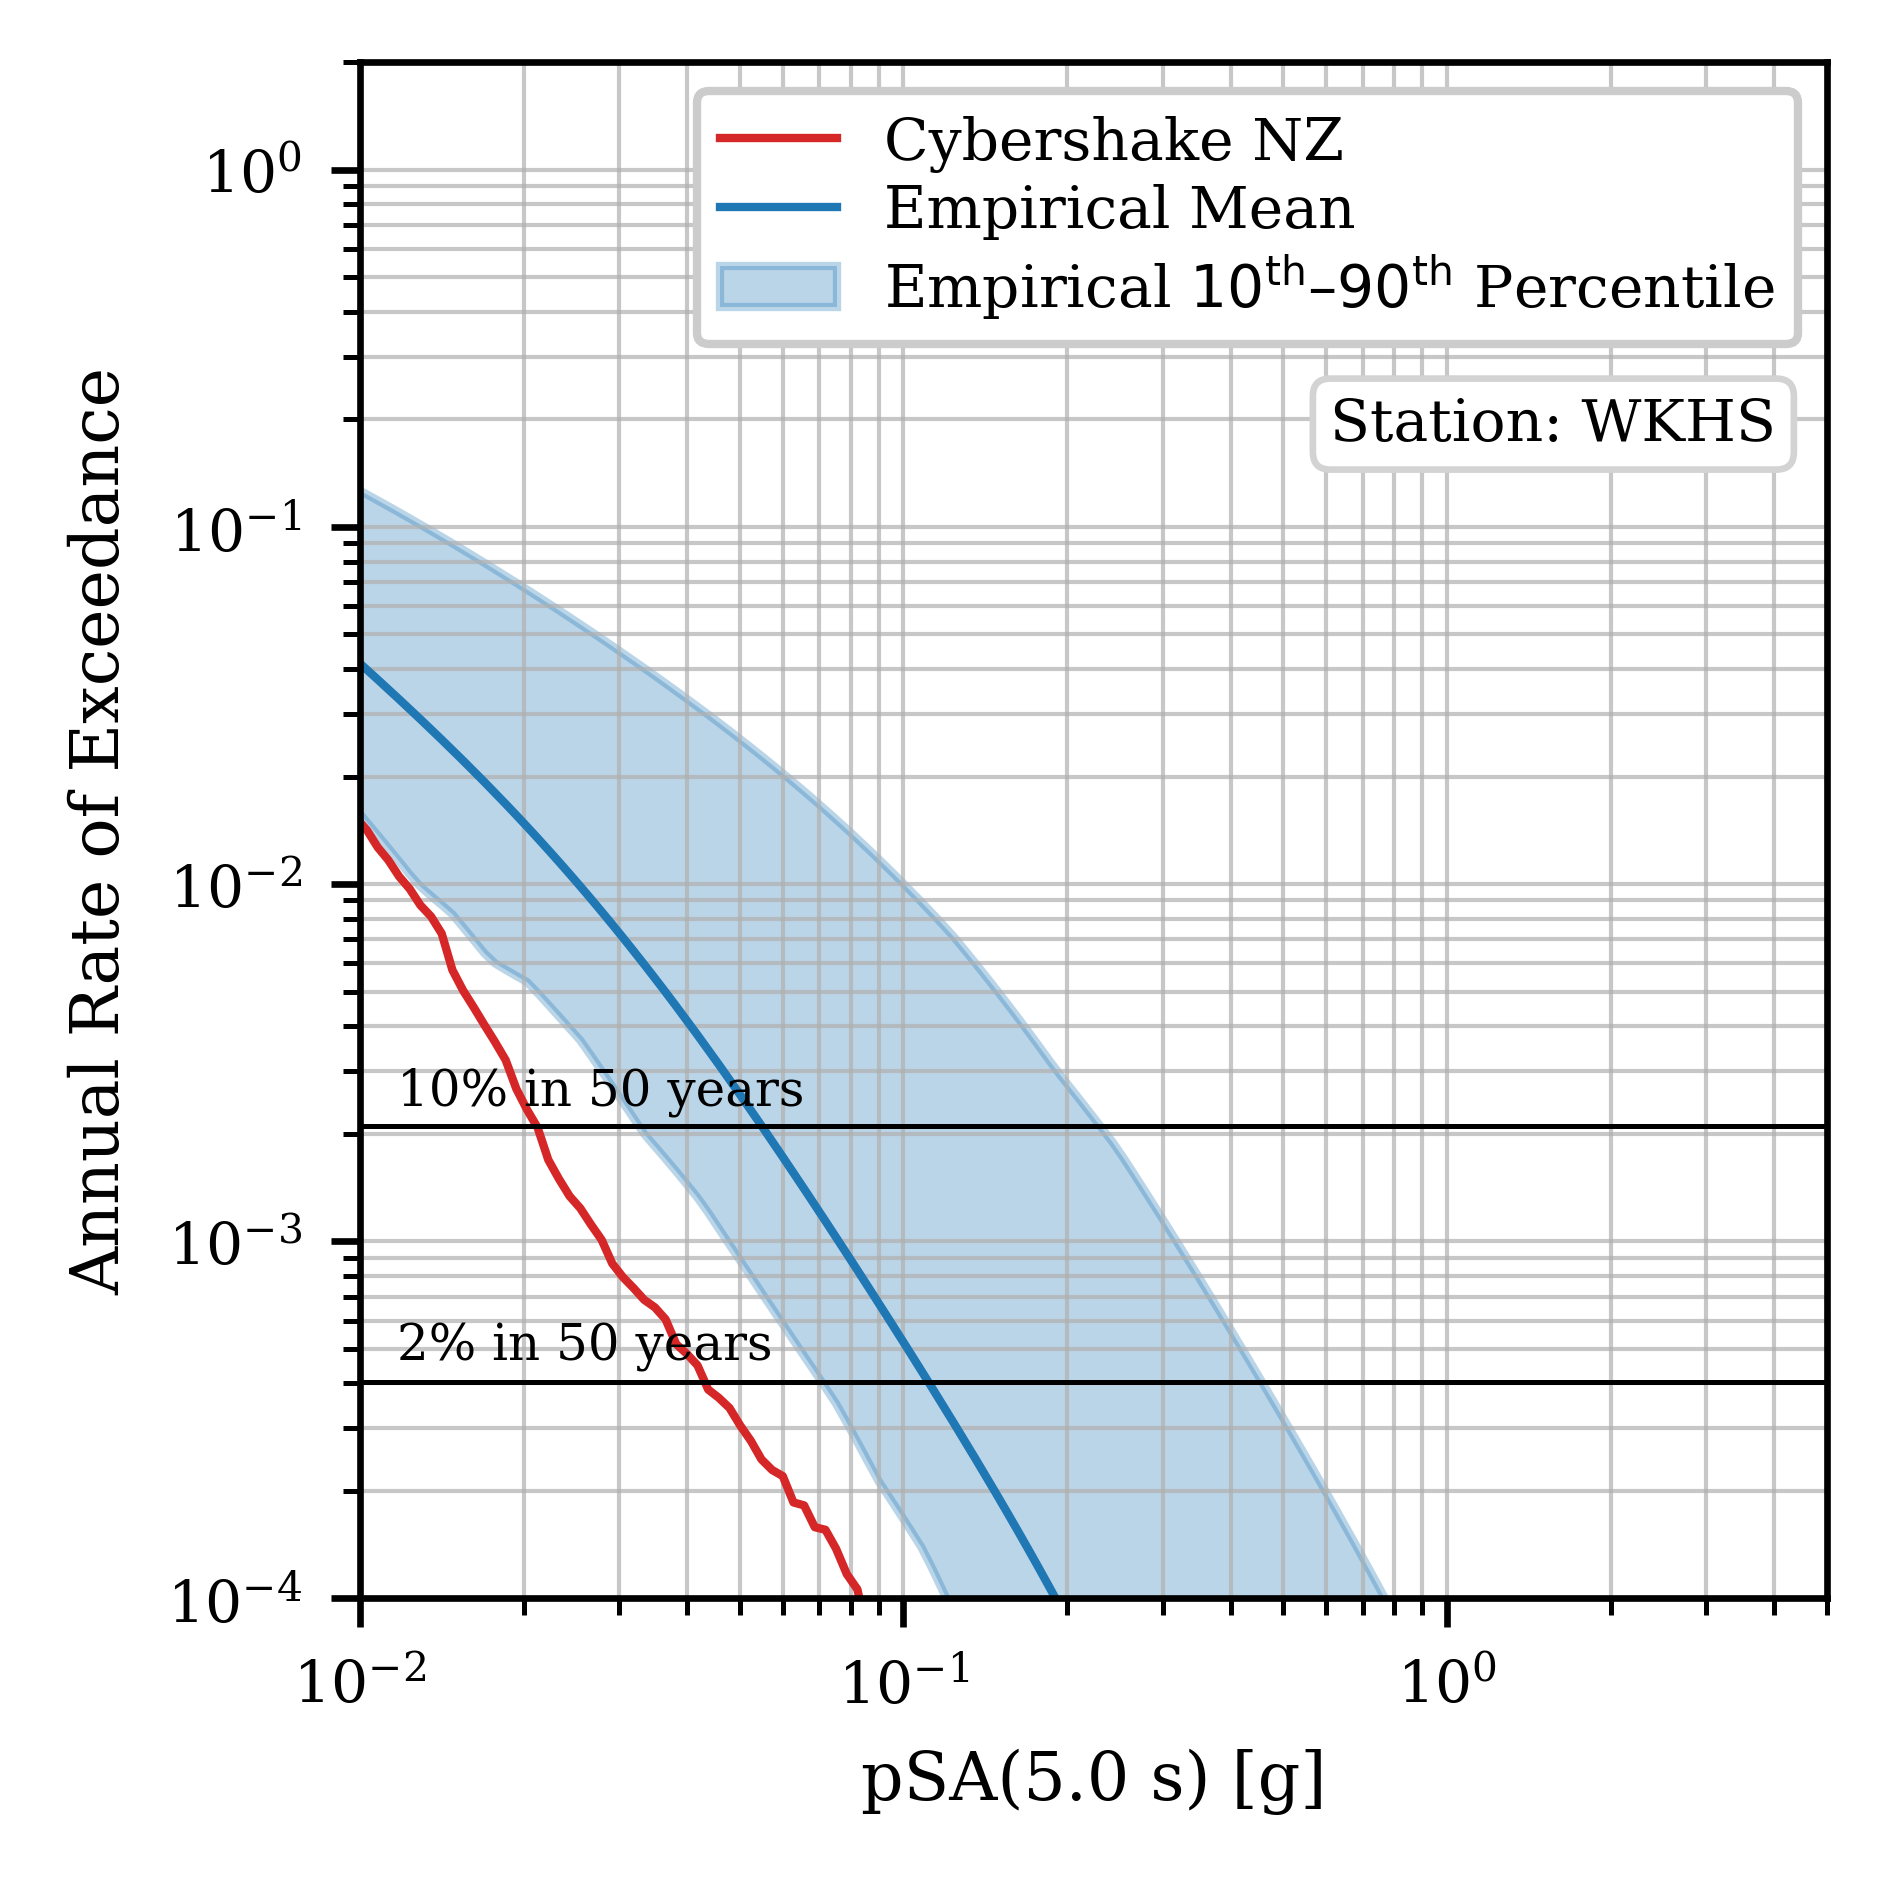 Cybershake NZ
Empirical Mean
Empirical 10ᵗʰ–90ᵗʰ Percentile
Station: WKHS
Annual Rate of Exceedance
10⁰
10⁻¹
10⁻²
10⁻³
10⁻⁴
10% in 50 years
2% in 50 years
10⁻² 10⁻¹ 10⁰
pSA(5.0 s) [g]